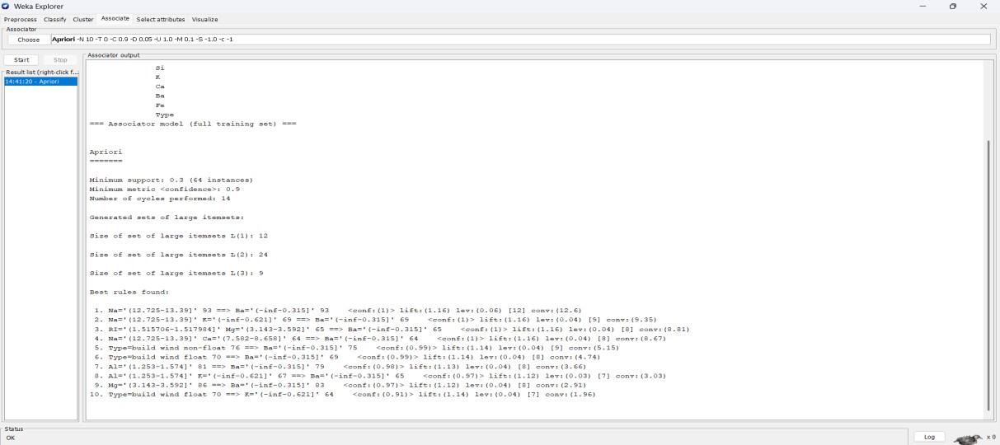 Weka Explorer
Preprocess Classify Cluster Associate Select attributes Visualize
Associator
Choose Apriori -N 10 -T 0 -C 0.9 -D 0.05 -U 1.0 -M 0.1 -S -1.0 -c -1
Start Stop
Result list (right-click f...
14:41:20 - Apriori
Associator output
Si
K
Ca
Ba
Fe
Type
=== Associator model (full training set) ===
Apriori
=======
Minimum support: 0.3 (64 instances)
Minimum metric <confidence>: 0.9
Number of cycles performed: 14
Generated sets of large itemsets:
Size of set of large itemsets L(1): 12
Size of set of large itemsets L(2): 24
Size of set of large itemsets L(3): 9
Best rules found:
1. Na='(12.725-13.39]' 93 ==> Ba='(-inf-0.315]' 93 <conf:(1)> lift:(1.16) lev:(0.06) [12] conv:(12.6)
2. Na='(12.725-13.39]' K='(-inf-0.621]' 69 ==> Ba='(-inf-0.315]' 69 <conf:(1)> lift:(1.16) lev:(0.04) [9] conv:(9.35)
3. RI='(1.515706-1.517984]' Mg='(3.143-3.592]' 65 ==> Ba='(-inf-0.315]' 65 <conf:(1)> lift:(1.16) lev:(0.04) [8] conv:(8.81)
4. Na='(12.725-13.39]' Ca='(7.582-8.658]' 64 ==> Ba='(-inf-0.315]' 64 <conf:(1)> lift:(1.16) lev:(0.04) [8] conv:(8.67)
5. Type=build wind non-float 76 ==> Ba='(-inf-0.315]' 75 <conf:(0.99)> lift:(1.14) lev:(0.04) [9] conv:(5.15)
6. Type=build wind float 70 ==> Ba='(-inf-0.315]' 69 <conf:(0.99)> lift:(1.14) lev:(0.04) [8] conv:(4.74)
7. Al='(1.253-1.574]' 81 ==> Ba='(-inf-0.315]' 79 <conf:(0.98)> lift:(1.13) lev:(0.04) [8] conv:(3.66)
8. Al='(1.253-1.574]' K='(-inf-0.621]' 67 ==> Ba='(-inf-0.315]' 65 <conf:(0.97)> lift:(1.12) lev:(0.03) [7] conv:(3.03)
9. Mg='(3.143-3.592]' 86 ==> Ba='(-inf-0.315]' 83 <conf:(0.97)> lift:(1.12) lev:(0.04) [8] conv:(2.91)
10. Type=build wind float 70 ==> K='(-inf-0.621]' 64 <conf:(0.91)> lift:(1.14) lev:(0.04) [7] conv:(1.96)
Status
OK
Log x 0